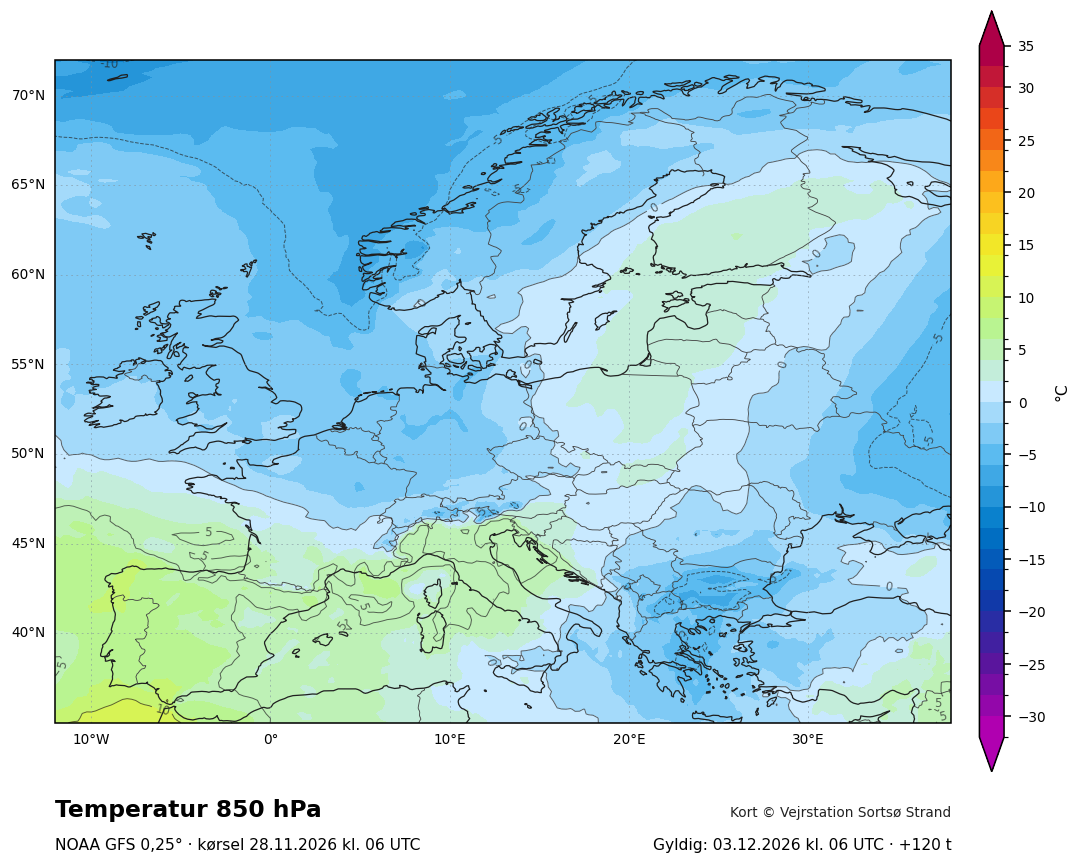 70°N
65°N
60°N
55°N
50°N
45°N
40°N
10°W
0°
10°E
20°E
30°E
35
30
25
20
15
10
5
0
−5
−10
−15
−20
−25
−30
°C
Temperatur 850 hPa
Kort © Vejrstation Sortsø Strand
NOAA GFS 0,25° · kørsel 28.11.2026 kl. 06 UTC
Gyldig: 03.12.2026 kl. 06 UTC · +120 t